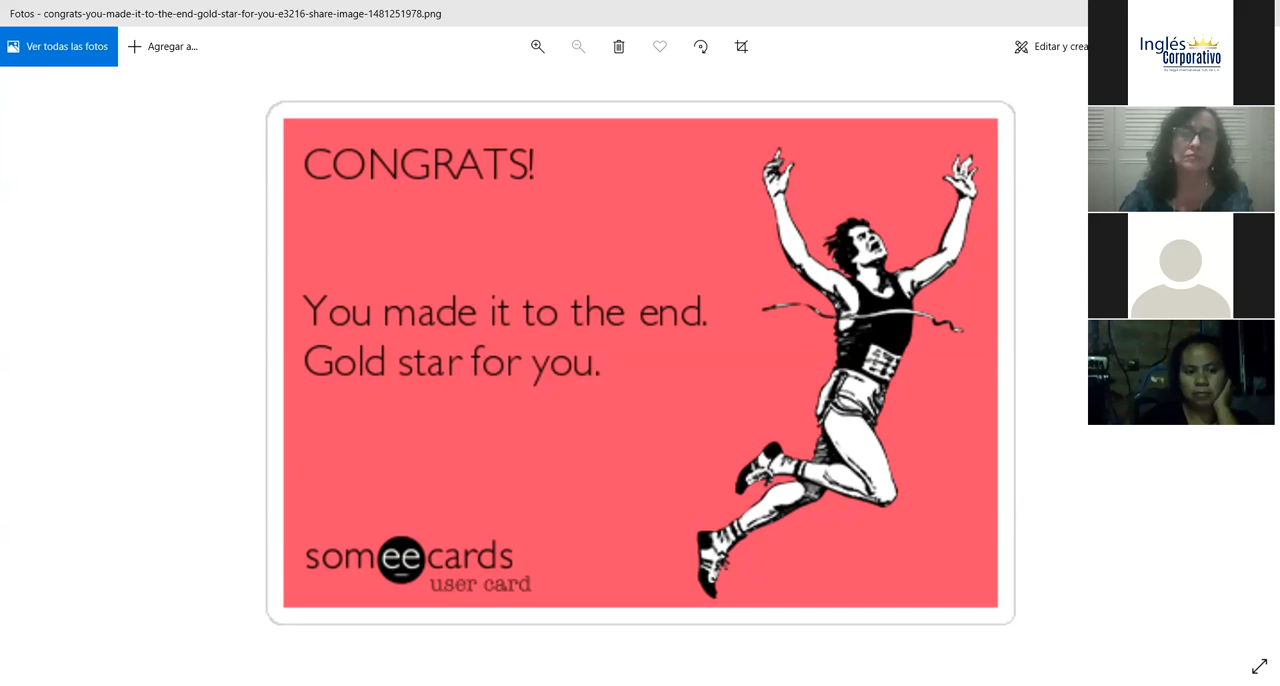 Fotos - congrats-you-made-it-to-the-end-gold-star-for-you-e3216-share-image-1481251978.png
Ver todas las fotos
Agregar a...
Editar y crea
Inglés
Corporativo
CONGRATS!
You made it to the end.
Gold star for you.
someecards
user card